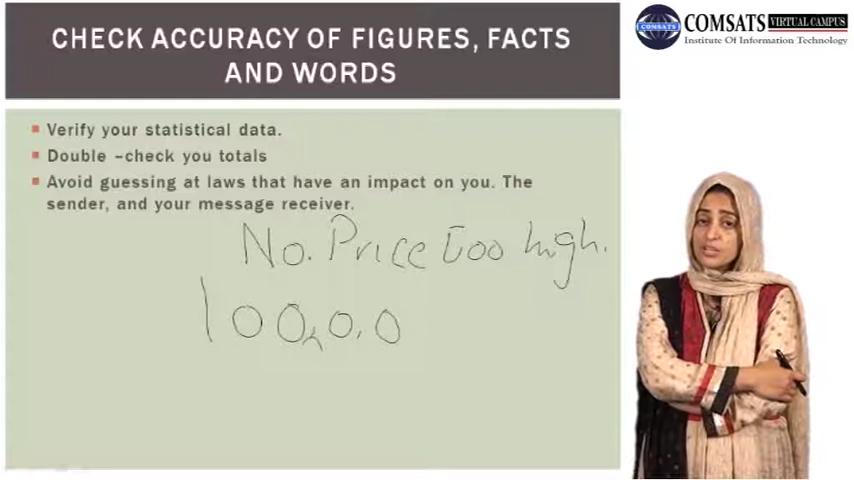 CHECK ACCURACY OF FIGURES, FACTS
AND WORDS
COMSATS VIRTUAL CAMPUS
Institute Of Information Technology
COMSATS
▪ Verify your statistical data.
▪ Double –check you totals
▪ Avoid guessing at laws that have an impact on you. The
sender, and your message receiver.
No. Price too high.
100,0.0